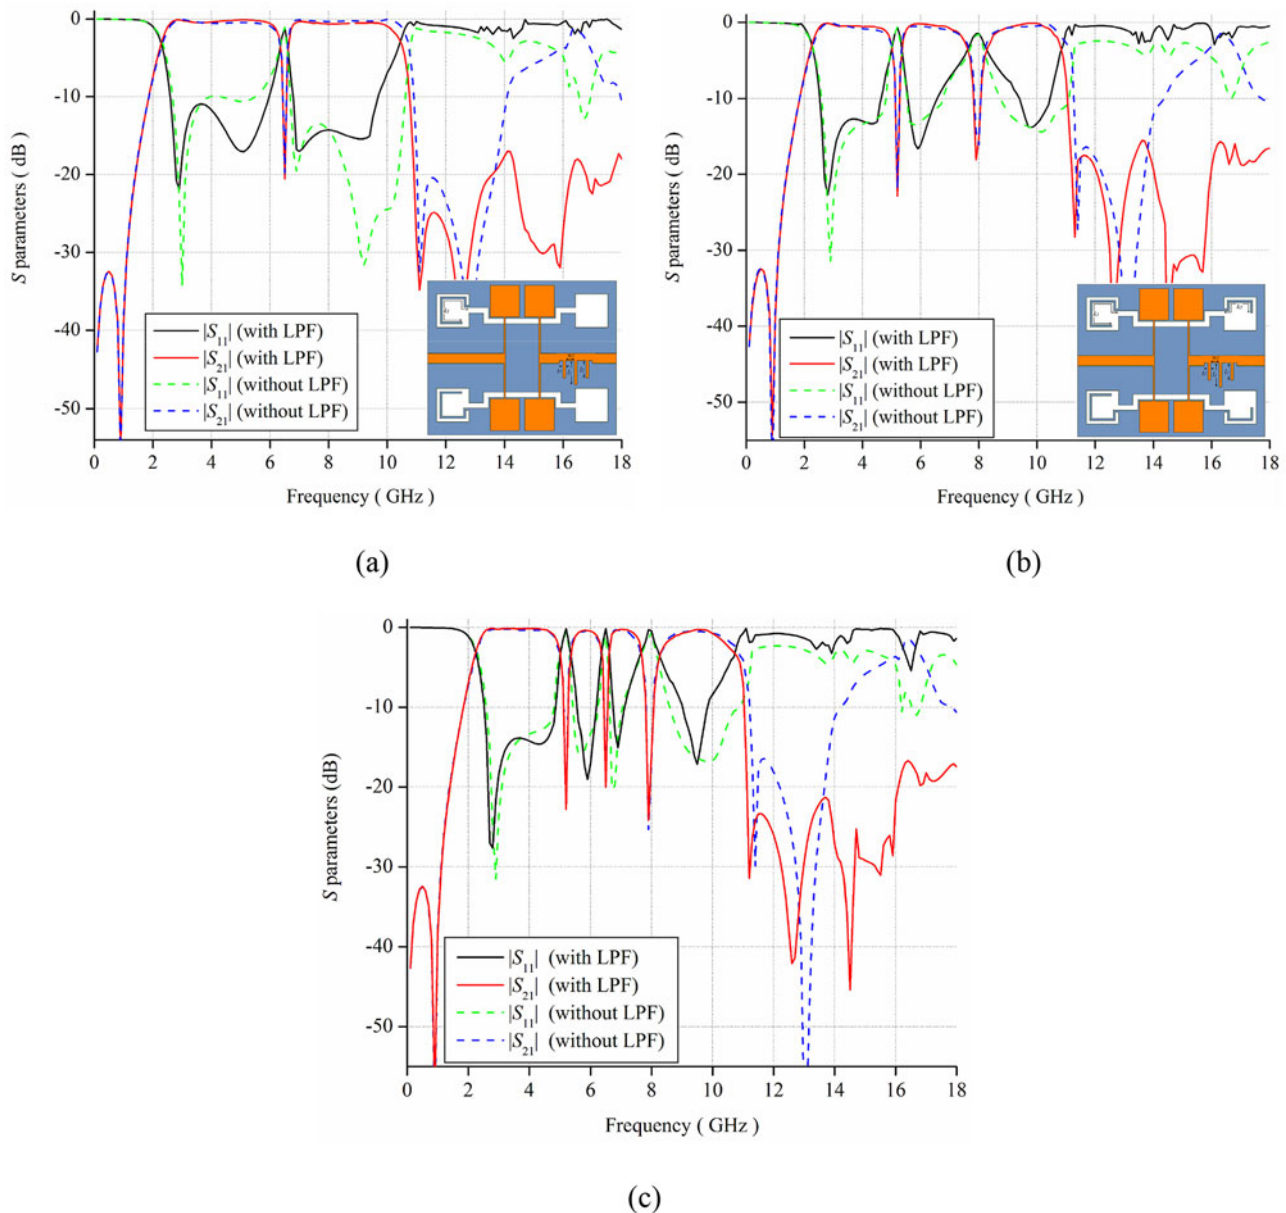 0
-10
-20
-30
-40
-50
S parameters ( dB )
|S11| (with LPF)
|S21| (with LPF)
|S11| (without LPF)
|S21| (without LPF)
0 2 4 6 8 10 12 14 16 18
Frequency ( GHz )
(a)
0
-10
-20
-30
-40
-50
S parameters ( dB )
|S11| (with LPF)
|S21| (with LPF)
|S11| (without LPF)
|S21| (without LPF)
0 2 4 6 8 10 12 14 16 18
Frequency ( GHz )
(b)
0
-10
-20
-30
-40
-50
S parameters (dB)
|S11| (with LPF)
|S21| (with LPF)
|S11| (without LPF)
|S21| (without LPF)
0 2 4 6 8 10 12 14 16 18
Frequency ( GHz )
(c)